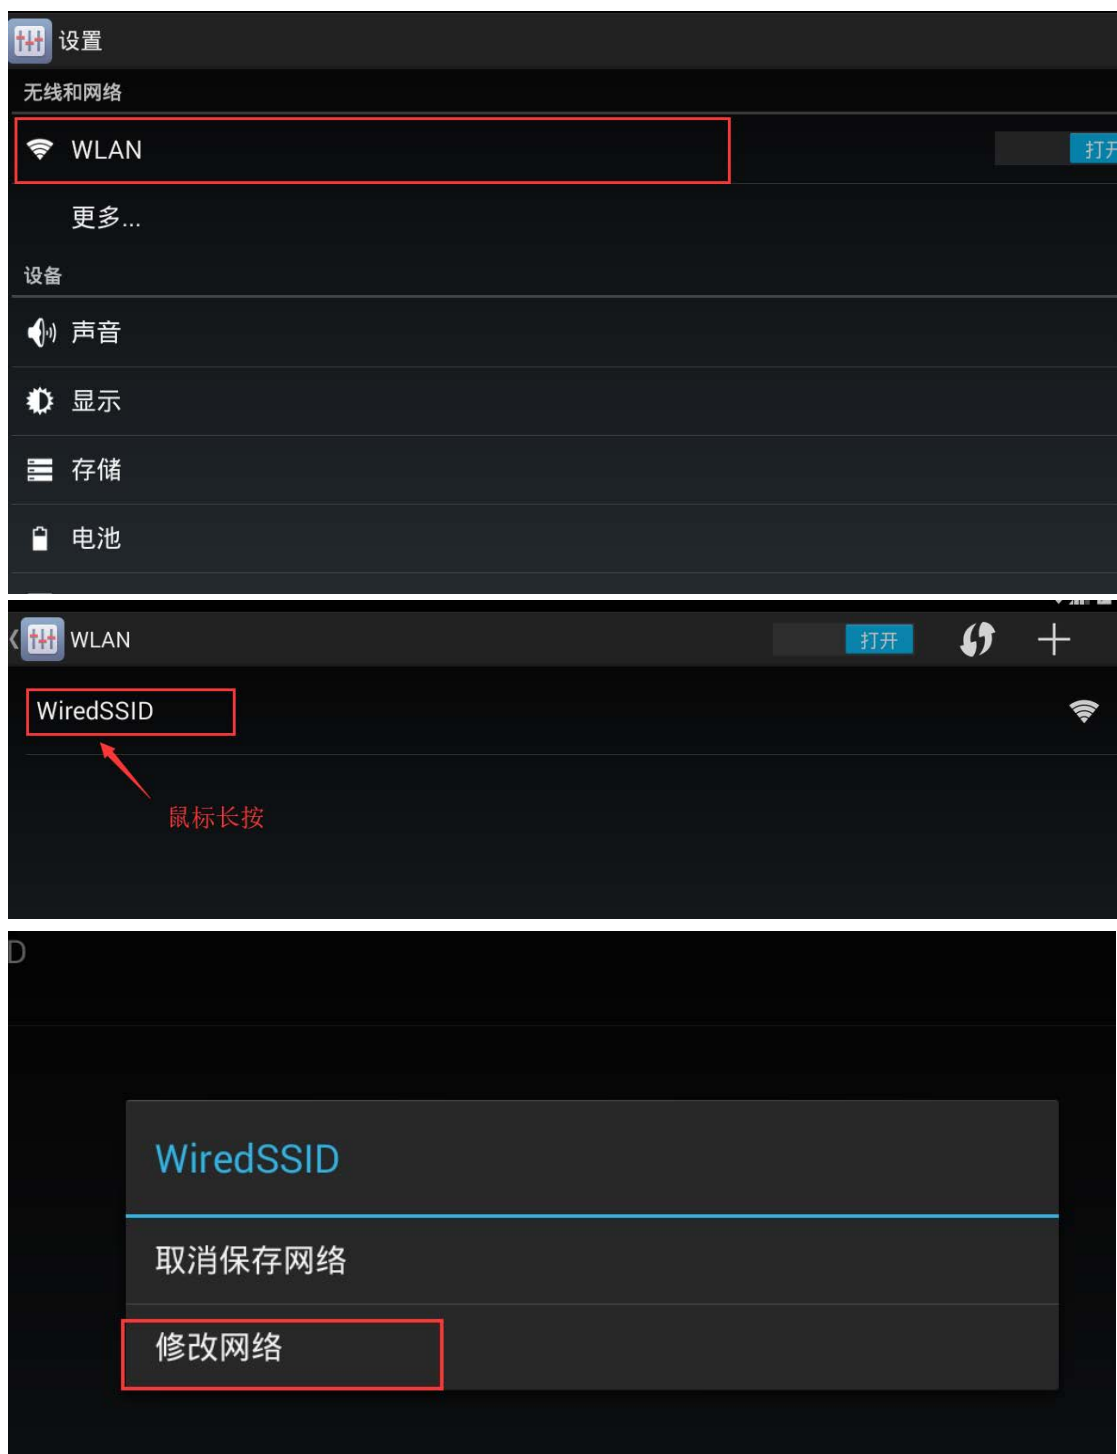 设置
无线和网络
WLAN
打开
更多...
设备
声音
显示
存储
电池
WLAN
打开
WiredSSID
鼠标长按
D
WiredSSID
取消保存网络
修改网络